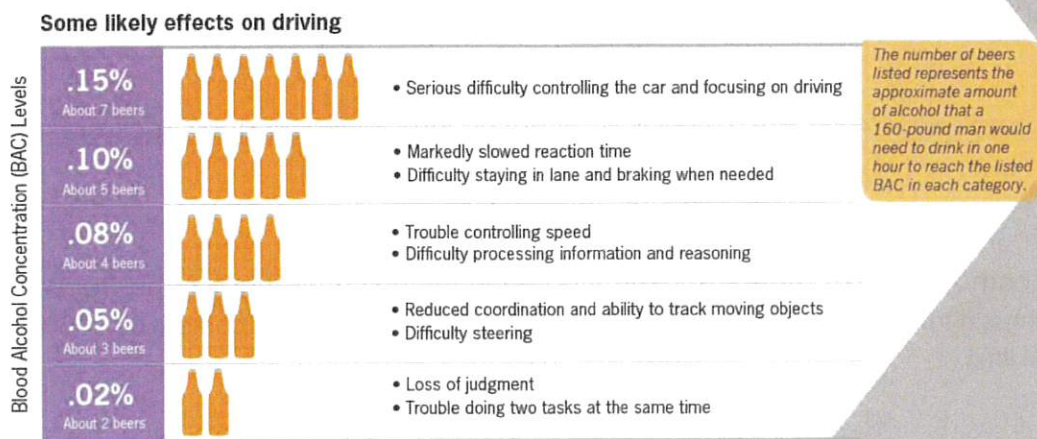 Some likely effects on driving
Blood Alcohol Concentration (BAC) Levels
.15%
About 7 beers
• Serious difficulty controlling the car and focusing on driving
The number of beers
listed represents the
approximate amount
of alcohol that a
160-pound man would
need to drink in one
hour to reach the listed
BAC in each category.
.10%
About 5 beers
• Markedly slowed reaction time
• Difficulty staying in lane and braking when needed
.08%
About 4 beers
• Trouble controlling speed
• Difficulty processing information and reasoning
.05%
About 3 beers
• Reduced coordination and ability to track moving objects
• Difficulty steering
.02%
About 2 beers
• Loss of judgment
• Trouble doing two tasks at the same time